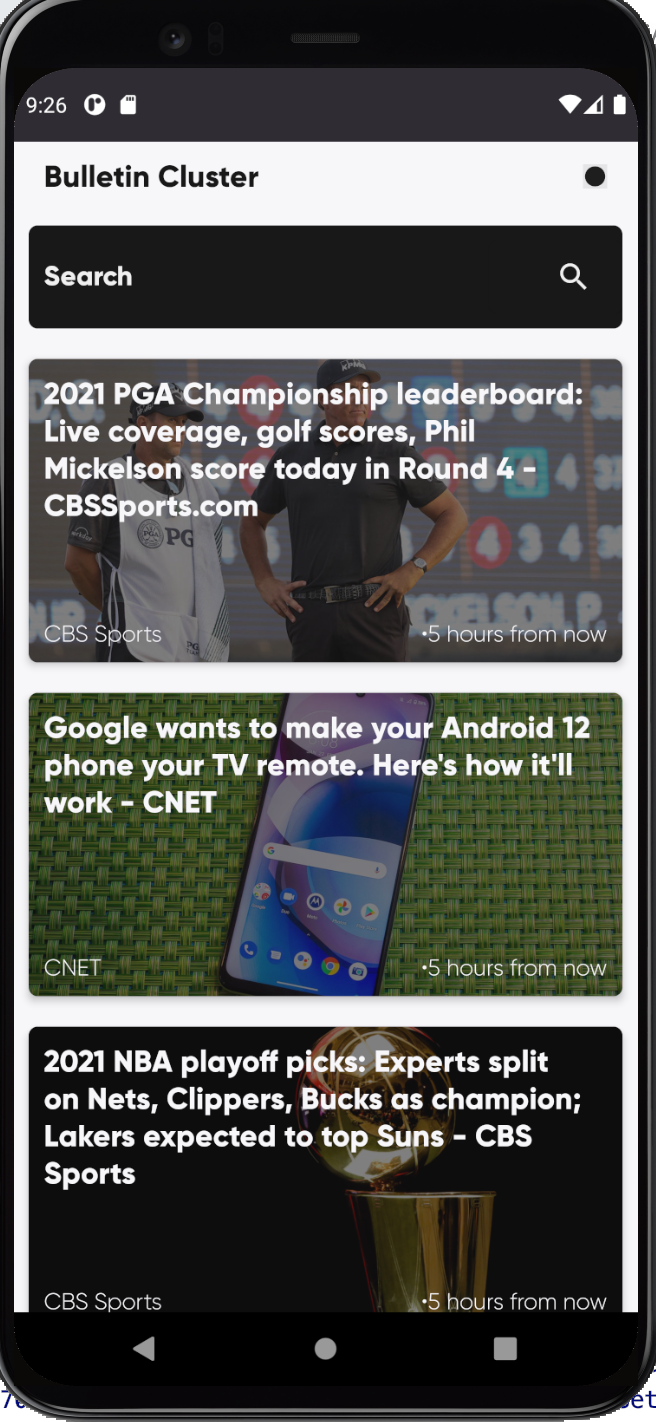 9:26
Bulletin Cluster
Search
2021 PGA Championship leaderboard:
Live coverage, golf scores, Phil
Mickelson score today in Round 4 -
CBSSports.com
CBS Sports
•5 hours from now
Google wants to make your Android 12
phone your TV remote. Here's how it'll
work - CNET
CNET
•5 hours from now
2021 NBA playoff picks: Experts split
on Nets, Clippers, Bucks as champion;
Lakers expected to top Suns - CBS
Sports
CBS Sports
•5 hours from now